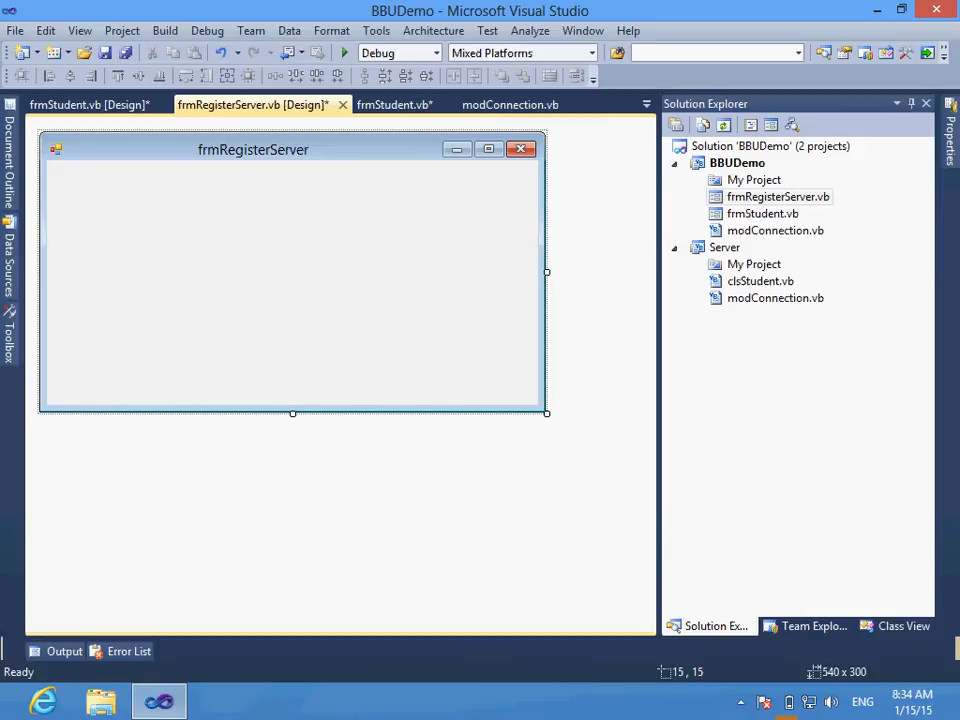 BBUDemo - Microsoft Visual Studio
File Edit View Project Build Debug Team Data Format Tools Architecture Test Analyze Window Help
Debug Mixed Platforms
frmStudent.vb [Design]* frmRegisterServer.vb [Design]* frmStudent.vb* modConnection.vb
Solution Explorer
frmRegisterServer
Solution 'BBUDemo' (2 projects)
BBUDemo
My Project
frmRegisterServer.vb
frmStudent.vb
modConnection.vb
Server
My Project
clsStudent.vb
modConnection.vb
Document Outline
Data Sources
Toolbox
Properties
Solution Ex... Team Explo... Class View
Output Error List
Ready 15 , 15 540 x 300
ENG
8:34 AM
1/15/15